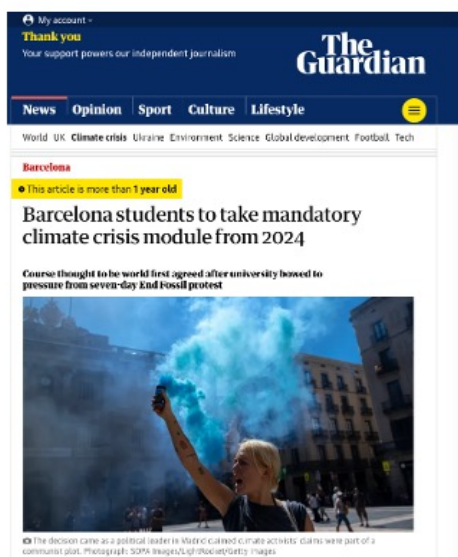 My account
Thank you
Your support powers our independent journalism
The
Guardian
News Opinion Sport Culture Lifestyle
World UK Climate crisis Ukraine Environment Science Global development Football Tech
Barcelona
This article is more than 1 year old
Barcelona students to take mandatory
climate crisis module from 2024
Course thought to be world first agreed after university bowed to
pressure from seven-day End Fossil protest
The decision came as a political leader in Madrid claimed climate activists' claims were part of a
communist plot. Photograph: SOPA Images/LightRocket/Getty Images